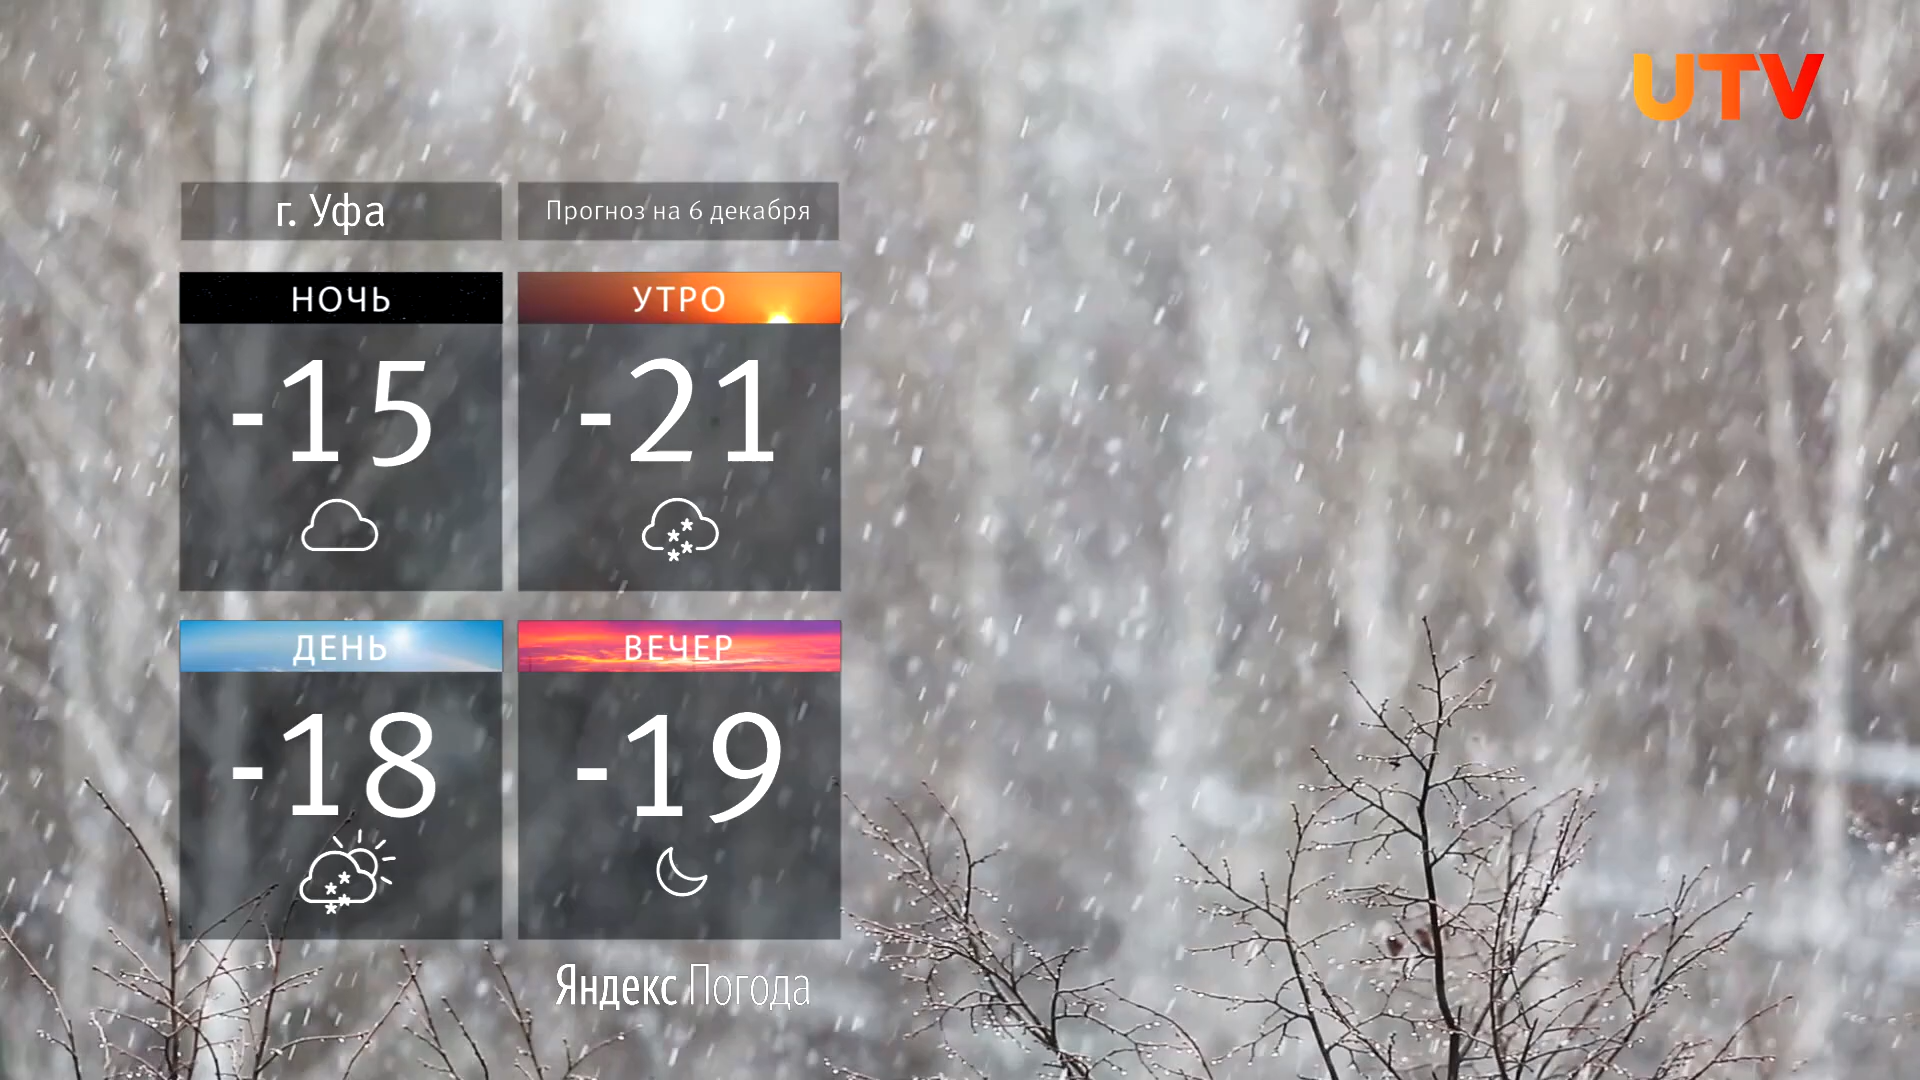 UTV
г. Уфа
Прогноз на 6 декабря
НОЧЬ
-15
УТРО
-21
ДЕНЬ
-18
ВЕЧЕР
-19
Яндекс Погода